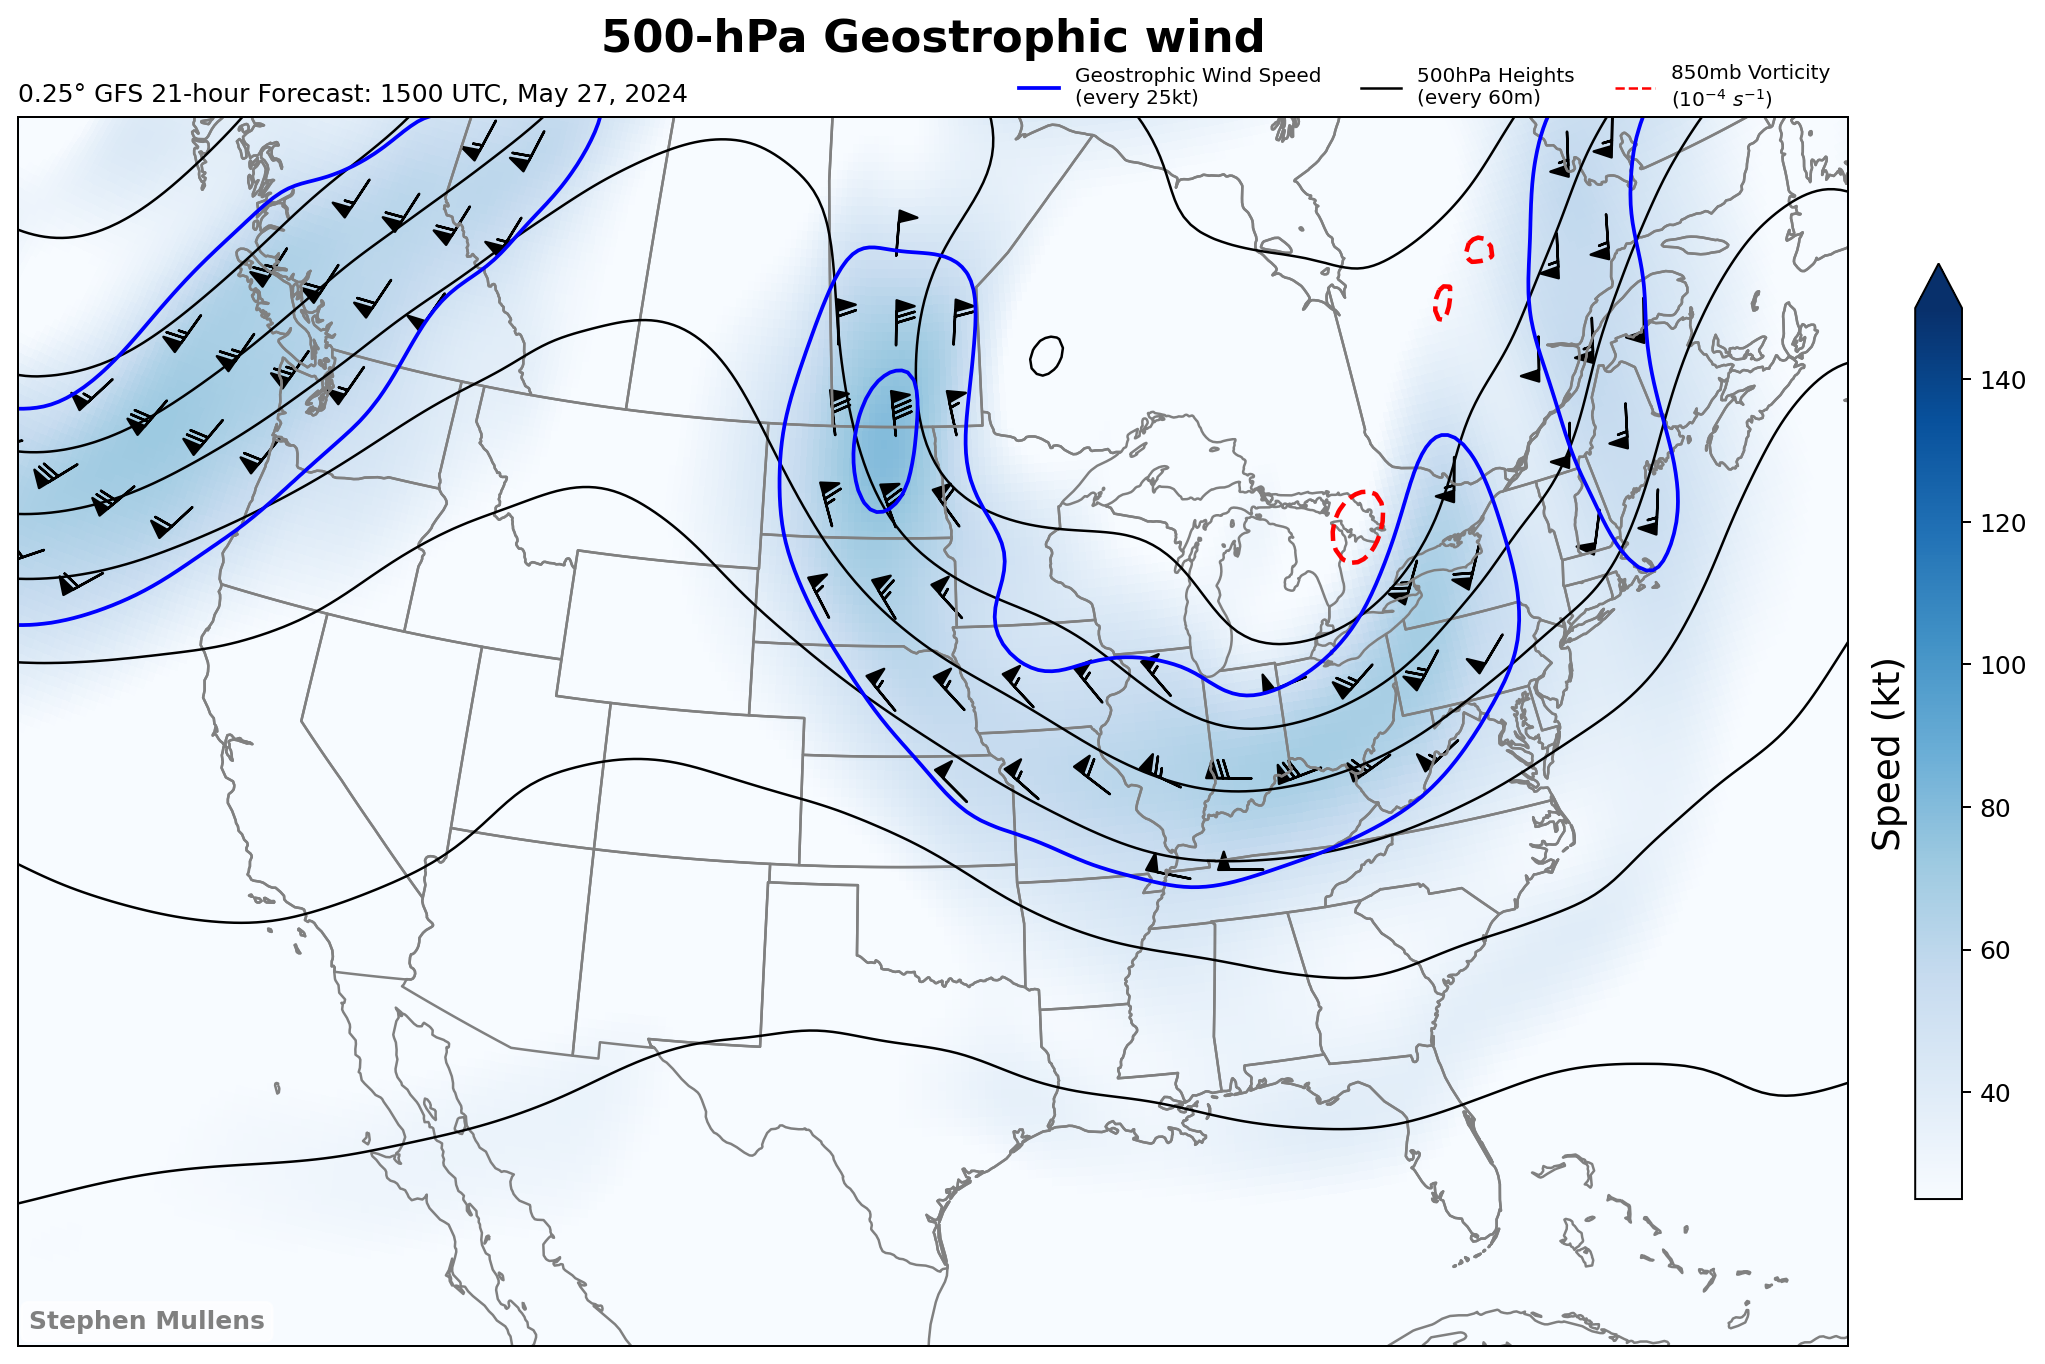 500-hPa Geostrophic wind
0.25° GFS 21-hour Forecast: 1500 UTC, May 27, 2024
Geostrophic Wind Speed
(every 25kt)
500hPa Heights
(every 60m)
850mb Vorticity
(10⁻⁴ s⁻¹)
140
120
100
80
60
40
Speed (kt)
Stephen Mullens